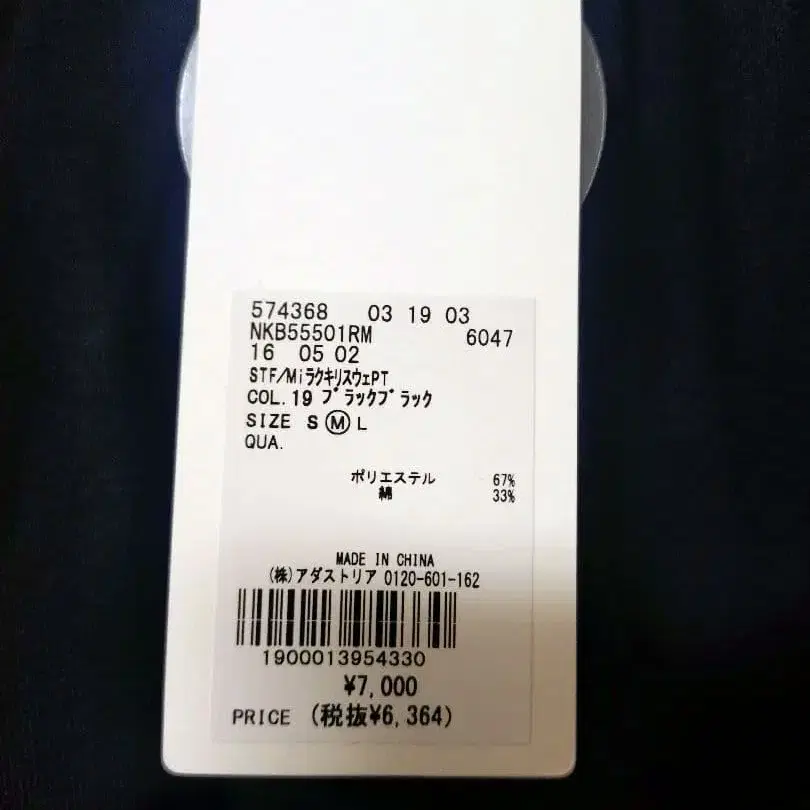 574368 03 19 03
NKB55501RM 6047
16 05 02
STF/MiラクキリスウェPT
COL.19 ブラックブラック
SIZE S Ⓜ L
QUA.
ポリエステル 67%
綿 33%
MADE IN CHINA
(株)アダストリア 0120-601-162
1900013954330
¥7,000
PRICE (税抜¥6,364)